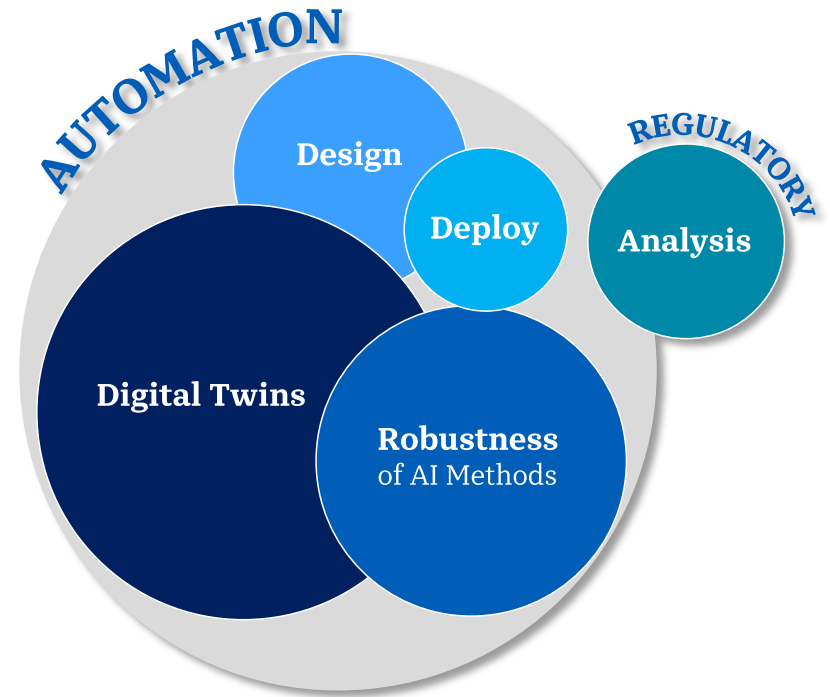 AUTOMATION
REGULATORY
Design
Deploy
Analysis
Digital Twins
Robustness
of AI Methods